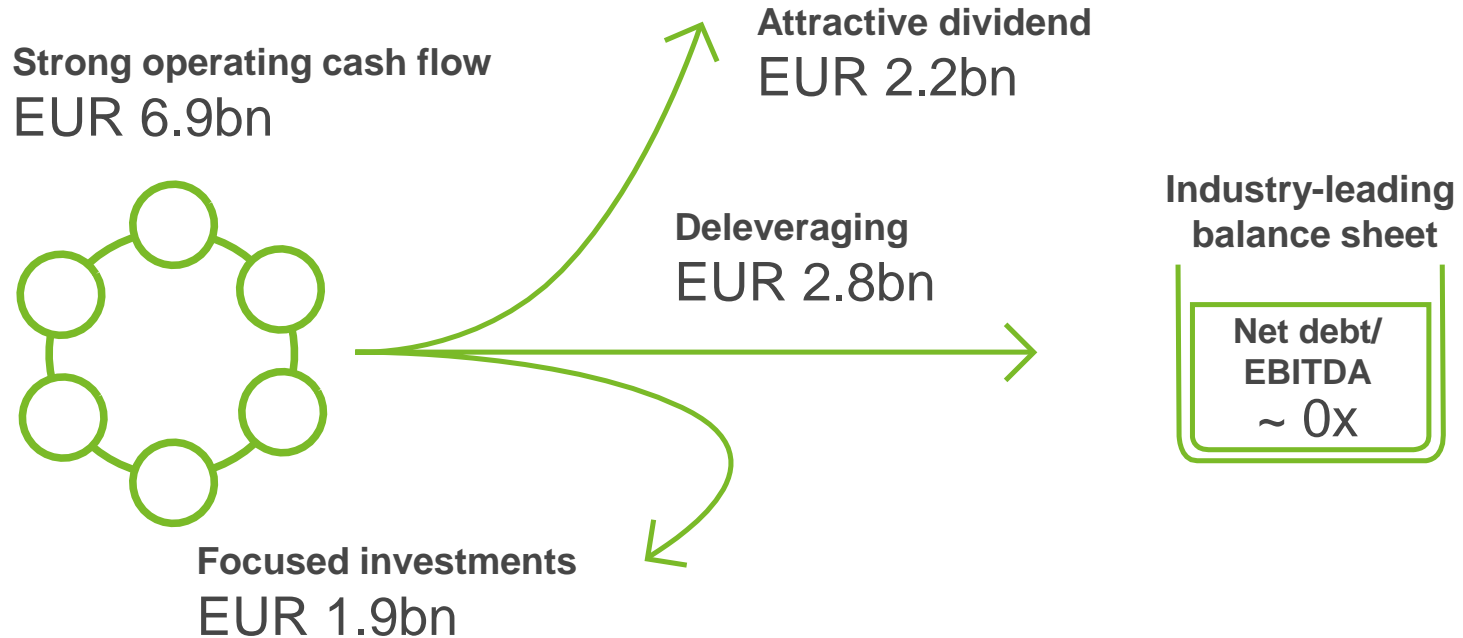 Strong operating cash flow
EUR 6.9bn
Attractive dividend
EUR 2.2bn
Deleveraging
EUR 2.8bn
Focused investments
EUR 1.9bn
Industry-leading
balance sheet
Net debt/
EBITDA
~ 0x